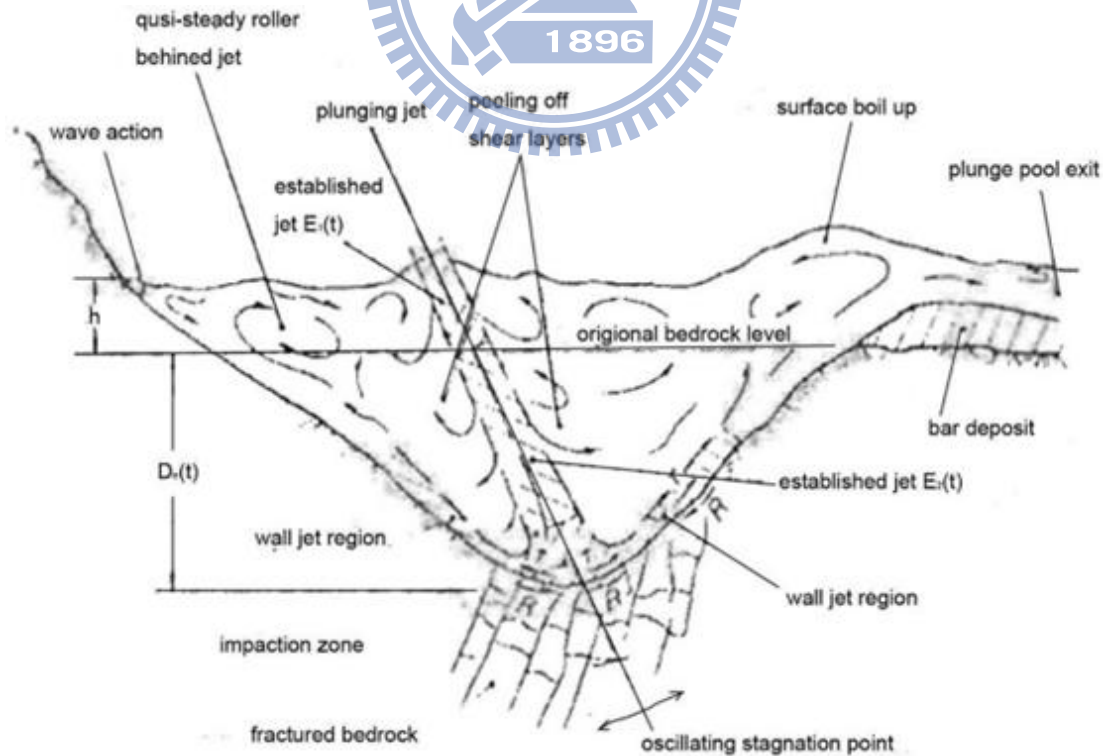 qusi-steady roller
behined jet
1896
plunging jet
peeling off
shear layers
surface boil up
wave action
plunge pool exit
established
jet E₁(t)
h
origional bedrock level
bar deposit
Dₛ(t)
established jet E₂(t)
wall jet region
R
wall jet region
R
R
impaction zone
fractured bedrock
oscillating stagnation point